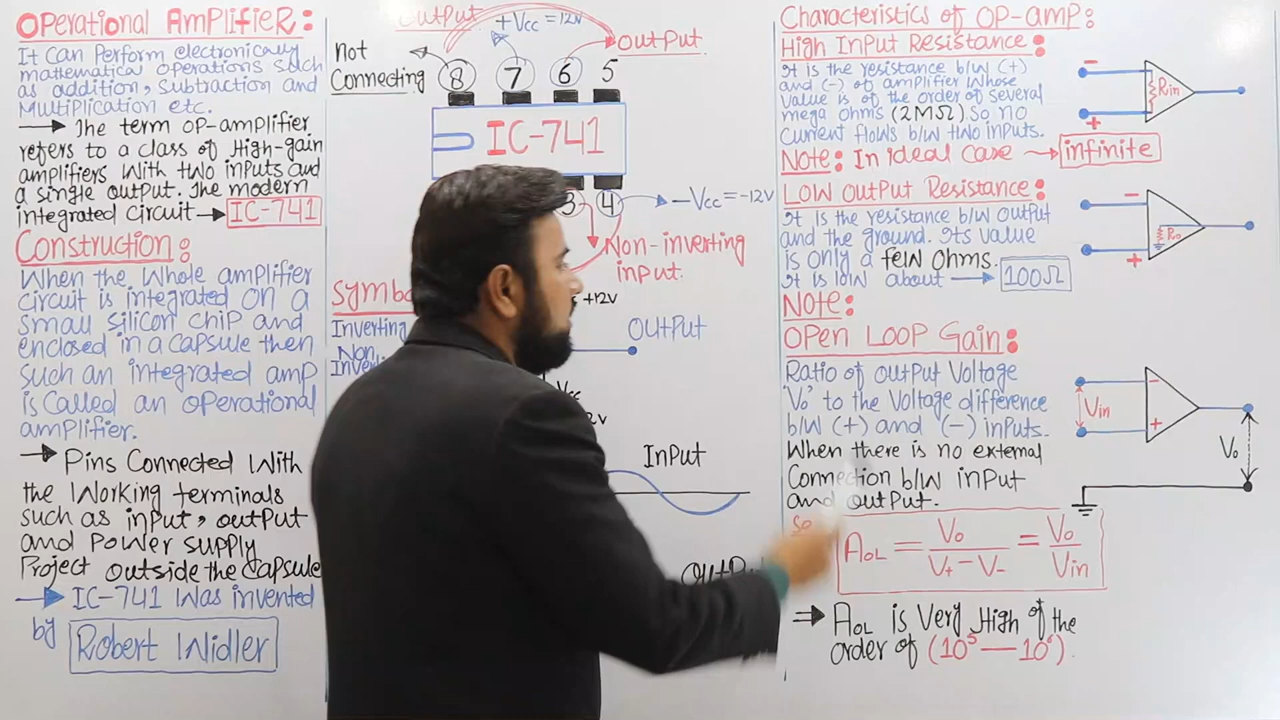 Operational Amplifier:
It Can Perform electronically
mathematical operations such
as addition, Subtraction and
Multiplication etc.
→ The term OP-amplifier
refers to a class of High-gain
amplifiers With two inputs and
a single output. The modern
integrated circuit → IC-741
Construction:
When the Whole amplifier
circuit is integrated on a
small silicon chip and
enclosed in a capsule then
such an integrated amp
is Called an operational
amplifier.
→ Pins Connected With
the Working terminals
such as input, output
and Power supply
Project outside the Capsule
→ IC-741 Was invented
by Robert Widler
OutPut
+Vcc = 12v
OUTPUT
Not
Connecting
8 7 6 5
IC-741
3 4
-Vcc = -12V
Non-inverting
input.
Symbo
+12V
Inverting
OUTPUT
Non
Inverti
Vcc
2V
InPut
OUTPU
Characteristics of OP-amp:
High Input Resistance:
It is the resistance b/w (+)
and (-) of amplifier Whose
Value is of the order of several
mega ohms (2MΩ). So no
Current flows b/w two inputs.
Note: In ideal case → infinite
- + Rin
Low Output Resistance:
It is the resistance b/w output
and the ground. Its value
is only a few Ohms.
It is low about → 100Ω
- + Ro
Note:
OPEN LOOP Gain:
Ratio of output Voltage
'Vo' to the Voltage difference
b/w (+) and (-) inputs.
When there is no external
Connection b/w input
and output.
Vin - + Vo
So
AOL = Vo / V+ - V- = Vo / Vin
⇒ AOL is Very High of the
order of (10⁵ — 10⁶).